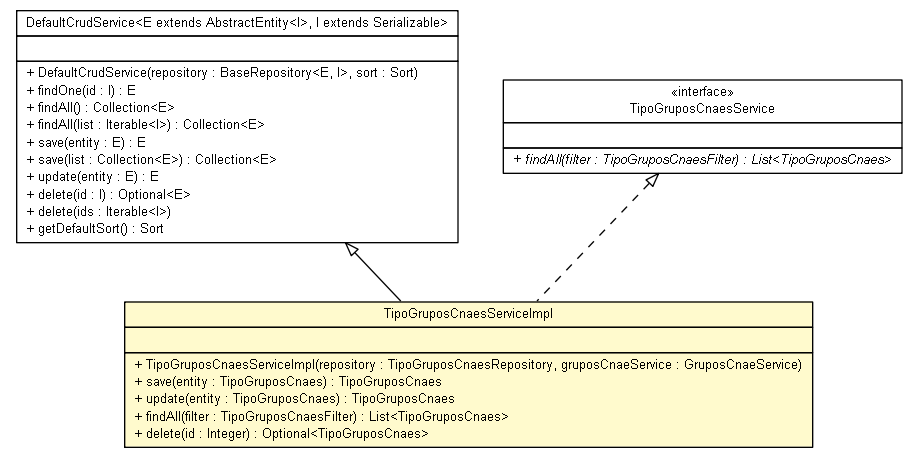 DefaultCrudService<E extends AbstractEntity<I>, I extends Serializable>
+ DefaultCrudService(repository : BaseRepository<E, I>, sort : Sort)
+ findOne(id : I) : E
+ findAll() : Collection<E>
+ findAll(list : Iterable<I>) : Collection<E>
+ save(entity : E) : E
+ save(list : Collection<E>) : Collection<E>
+ update(entity : E) : E
+ delete(id : I) : Optional<E>
+ delete(ids : Iterable<I>)
+ getDefaultSort() : Sort
«interface»
TipoGruposCnaesService
+ findAll(filter : TipoGruposCnaesFilter) : List<TipoGruposCnaes>
TipoGruposCnaesServiceImpl
+ TipoGruposCnaesServiceImpl(repository : TipoGruposCnaesRepository, gruposCnaeService : GruposCnaeService)
+ save(entity : TipoGruposCnaes) : TipoGruposCnaes
+ update(entity : TipoGruposCnaes) : TipoGruposCnaes
+ findAll(filter : TipoGruposCnaesFilter) : List<TipoGruposCnaes>
+ delete(id : Integer) : Optional<TipoGruposCnaes>